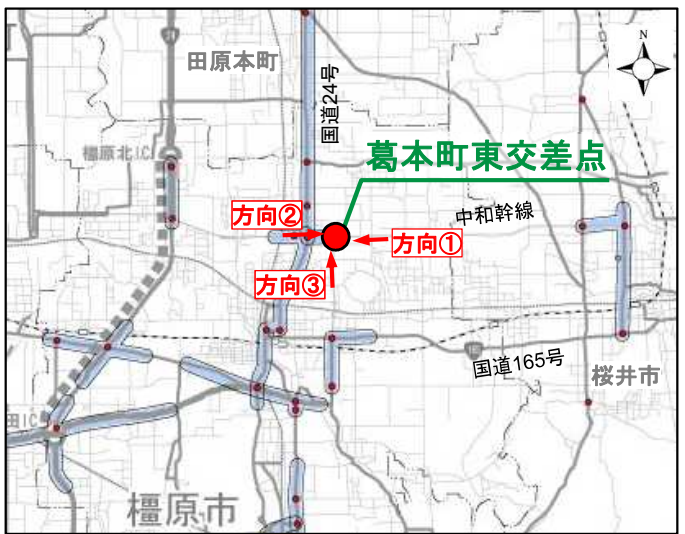 N
田原本町
国道24号
橿原北IC
葛本町東交差点
方向②
中和幹線
方向①
方向③
国道165号
桜井市
田IC
橿原市